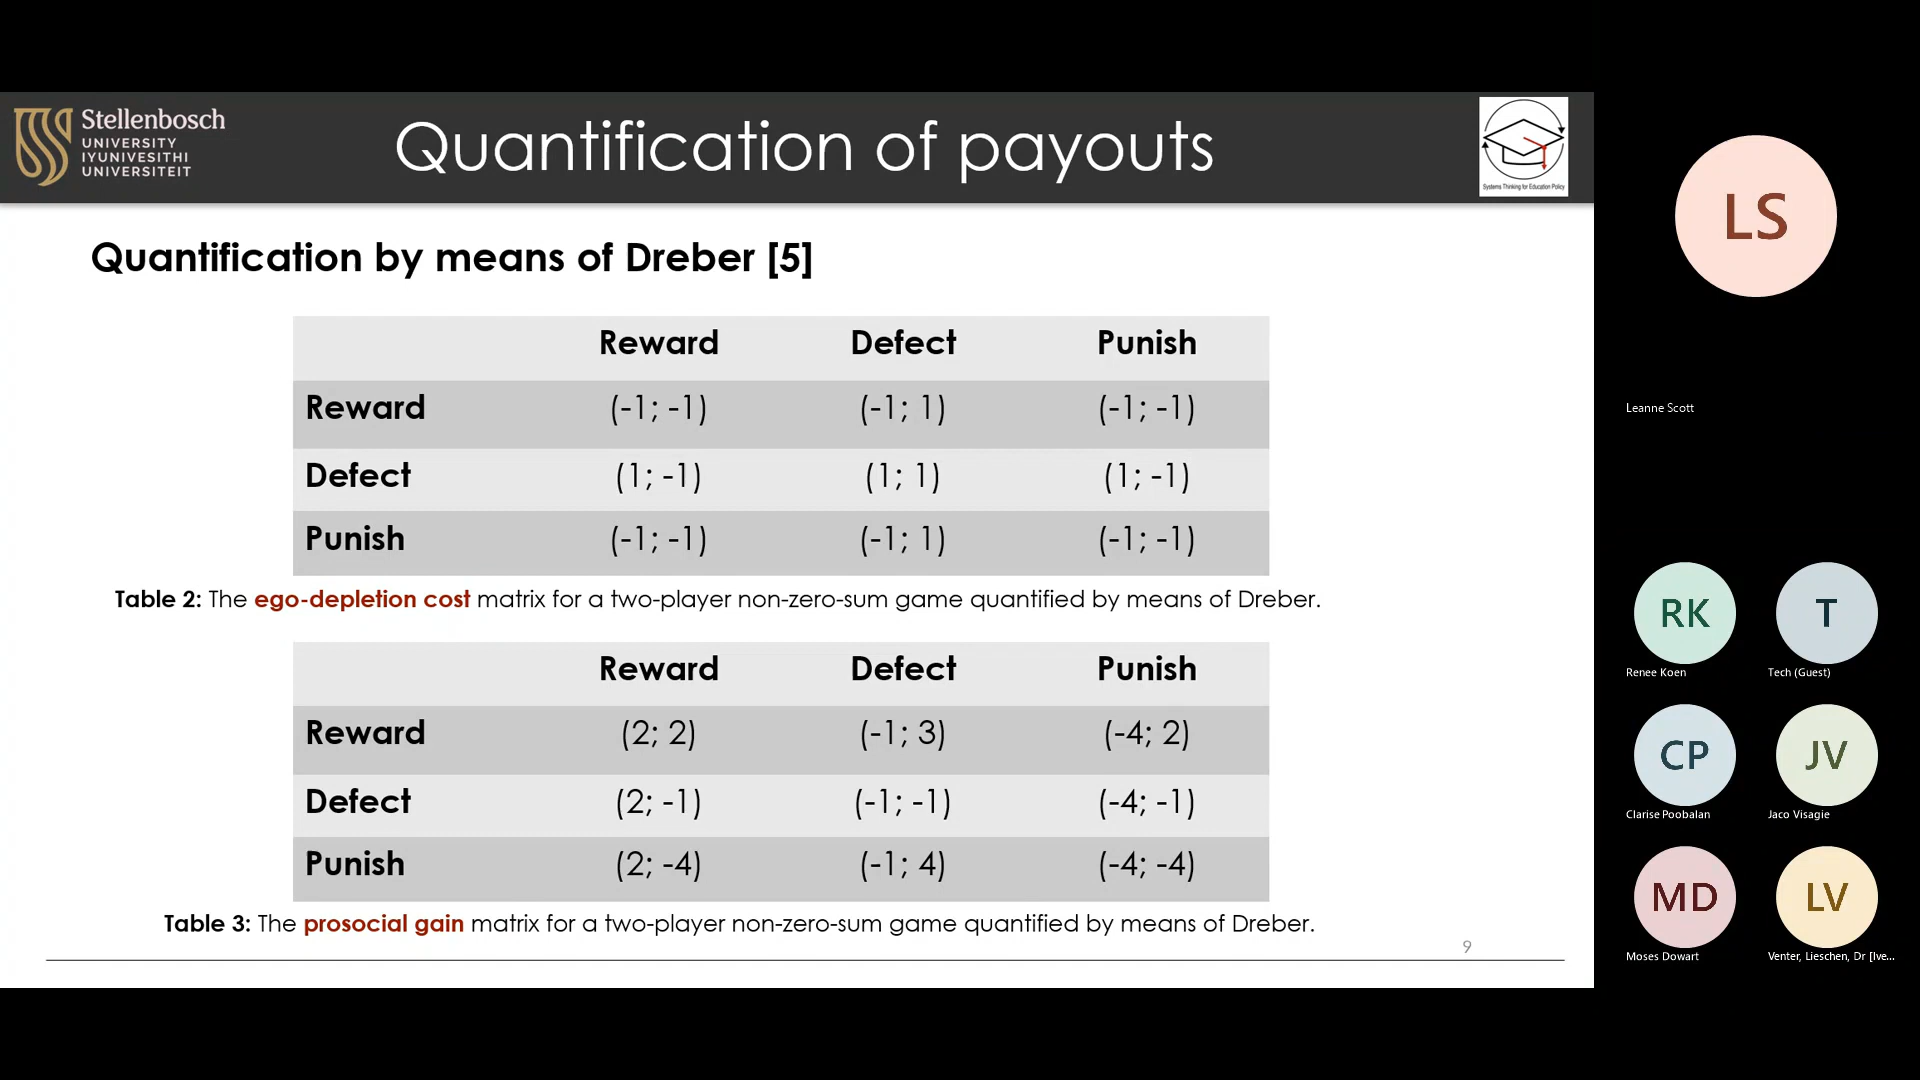 Stellenbosch
UNIVERSITY
IYUNIVESITHI
UNIVERSITEIT
Quantification of payouts
Systems Thinking for Education Policy
Quantification by means of Dreber [5]
Reward Defect Punish
Reward (-1; -1) (-1; 1) (-1; -1)
Defect (1; -1) (1; 1) (1; -1)
Punish (-1; -1) (-1; 1) (-1; -1)
Table 2: The ego-depletion cost matrix for a two-player non-zero-sum game quantified by means of Dreber.
Reward Defect Punish
Reward (2; 2) (-1; 3) (-4; 2)
Defect (2; -1) (-1; -1) (-4; -1)
Punish (2; -4) (-1; 4) (-4; -4)
Table 3: The prosocial gain matrix for a two-player non-zero-sum game quantified by means of Dreber.
9
LS
Leanne Scott
RK T
Renee Koen Tech (Guest)
CP JV
Clarise Poobalan Jaco Visagie
MD LV
Moses Dowart Venter, Lieschen, Dr [lve...